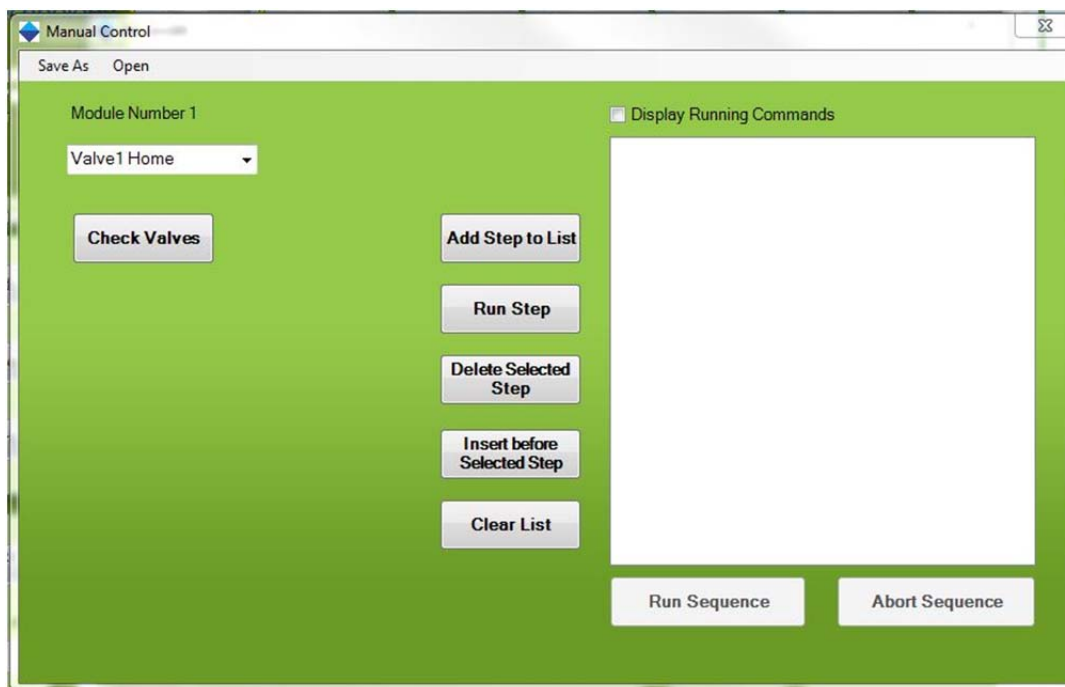 Manual Control
Save As Open
Module Number 1
Valve1 Home
Check Valves
Add Step to List
Run Step
Delete Selected
Step
Insert before
Selected Step
Clear List
Display Running Commands
Run Sequence
Abort Sequence